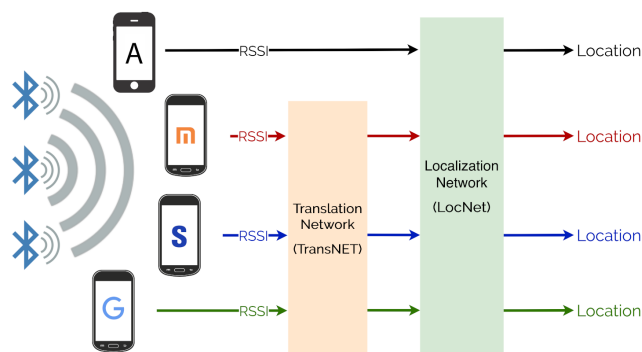 A
RSSI
Location
m
RSSI
Location
Localization
Network
(LocNet)
Translation
Network
(TransNET)
S
RSSI
Location
G
RSSI
Location